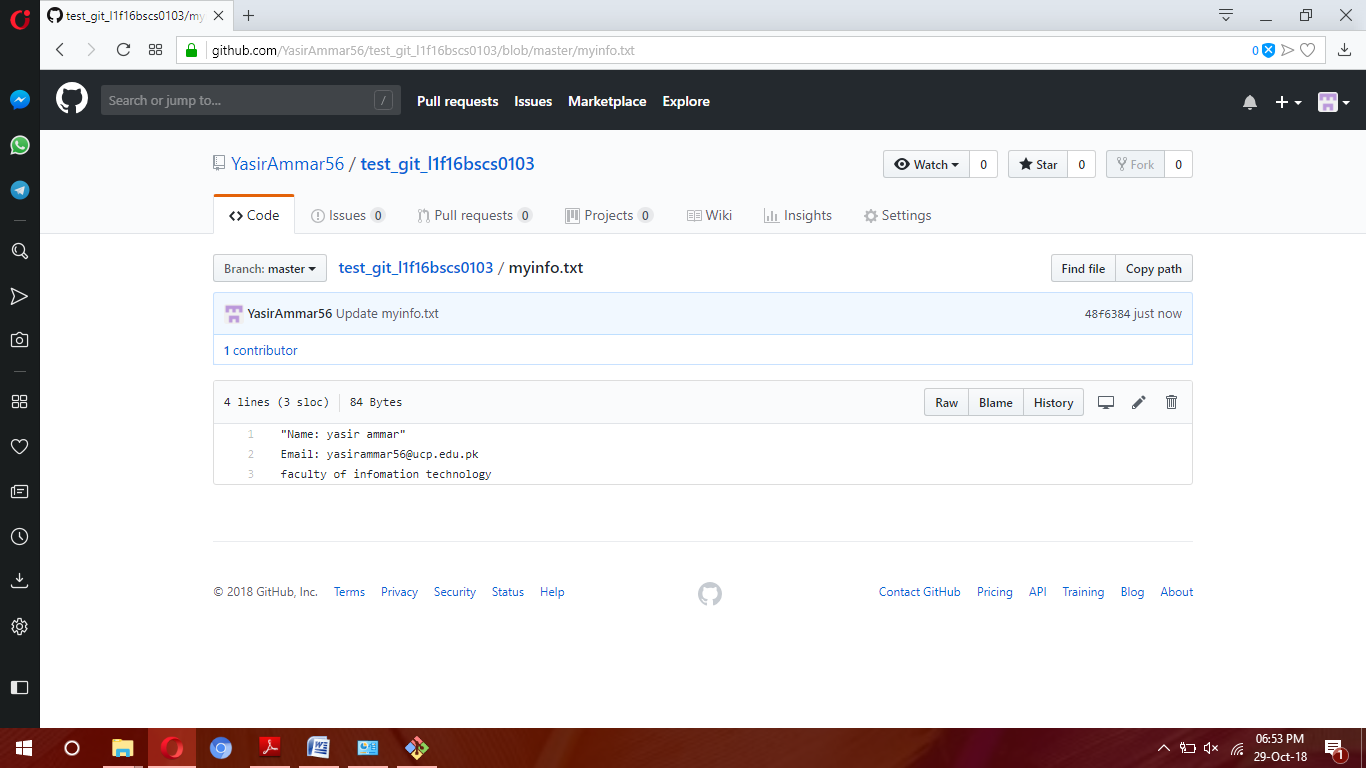 test_git_l1f16bscs0103/my
github.com/YasirAmmar56/test_git_l1f16bscs0103/blob/master/myinfo.txt
0
Search or jump to...
/
Pull requests
Issues
Marketplace
Explore
YasirAmmar56 / test_git_l1f16bscs0103
Watch
0
Star
0
Fork
0
Code
Issues 0
Pull requests 0
Projects 0
Wiki
Insights
Settings
Branch: master
test_git_l1f16bscs0103 / myinfo.txt
Find file
Copy path
YasirAmmar56 Update myinfo.txt
48f6384 just now
1 contributor
4 lines (3 sloc)
84 Bytes
Raw
Blame
History
1 "Name: yasir ammar"
2 Email: yasirammar56@ucp.edu.pk
3 faculty of infomation technology
© 2018 GitHub, Inc.
Terms
Privacy
Security
Status
Help
Contact GitHub
Pricing
API
Training
Blog
About
06:53 PM
29-Oct-18
1